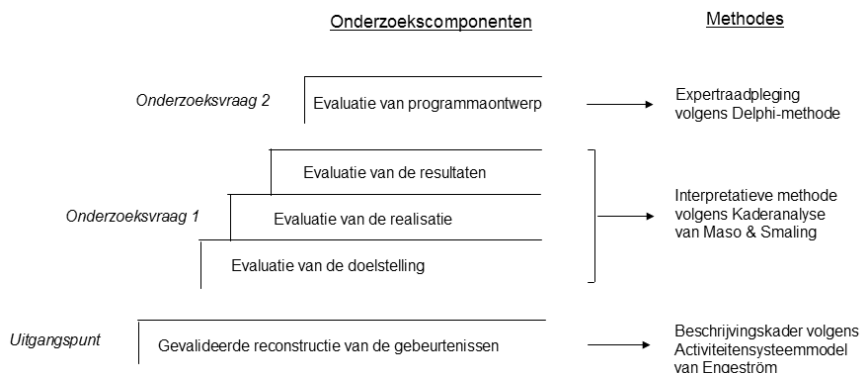 Onderzoekscomponenten
Methodes
Onderzoeksvraag 2
Evaluatie van programmaontwerp
Expertraadpleging
volgens Delphi-methode
Evaluatie van de resultaten
Onderzoeksvraag 1
Evaluatie van de realisatie
Evaluatie van de doelstelling
Interpretatieve methode
volgens Kaderanalyse
van Maso & Smaling
Uitgangspunt
Gevalideerde reconstructie van de gebeurtenissen
Beschrijvingskader volgens
Activiteitensysteemmodel
van Engeström